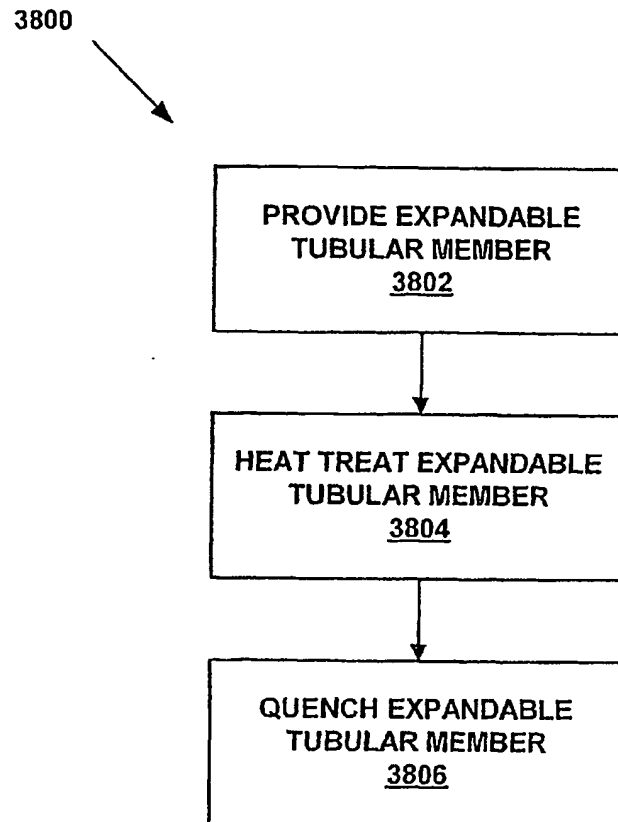 3800
PROVIDE EXPANDABLE
TUBULAR MEMBER
3802
HEAT TREAT EXPANDABLE
TUBULAR MEMBER
3804
QUENCH EXPANDABLE
TUBULAR MEMBER
3806